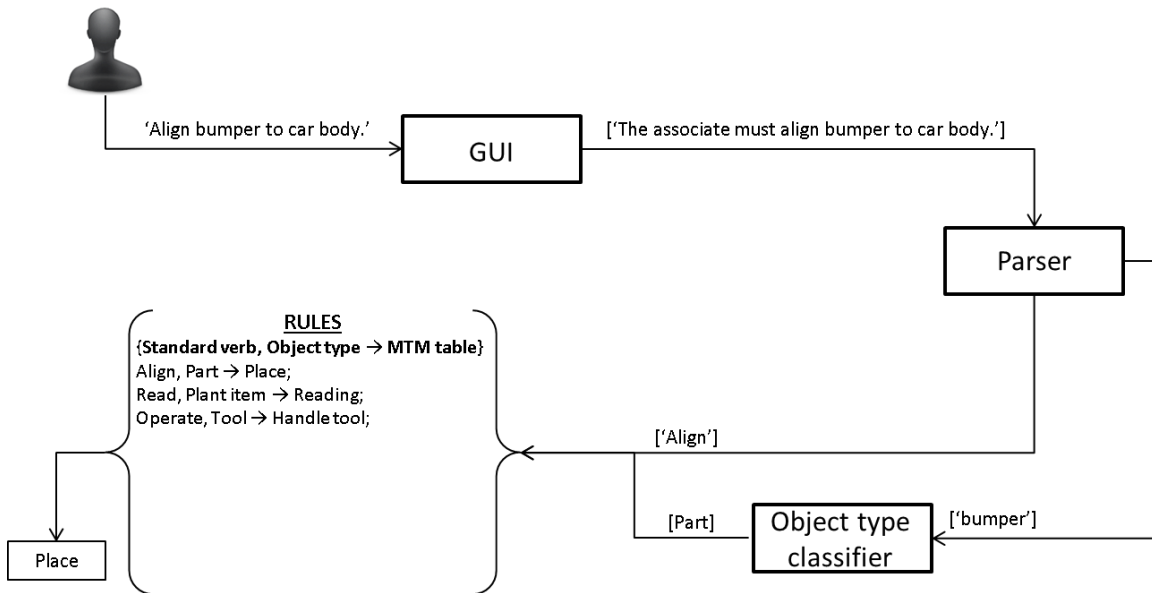 ‘Align bumper to car body.’
GUI
[‘The associate must align bumper to car body.’]
Parser
RULES
{Standard verb, Object type → MTM table}
Align, Part → Place;
Read, Plant item → Reading;
Operate, Tool → Handle tool;
[‘Align’]
[Part]
Object type
classifier
[‘bumper’]
Place